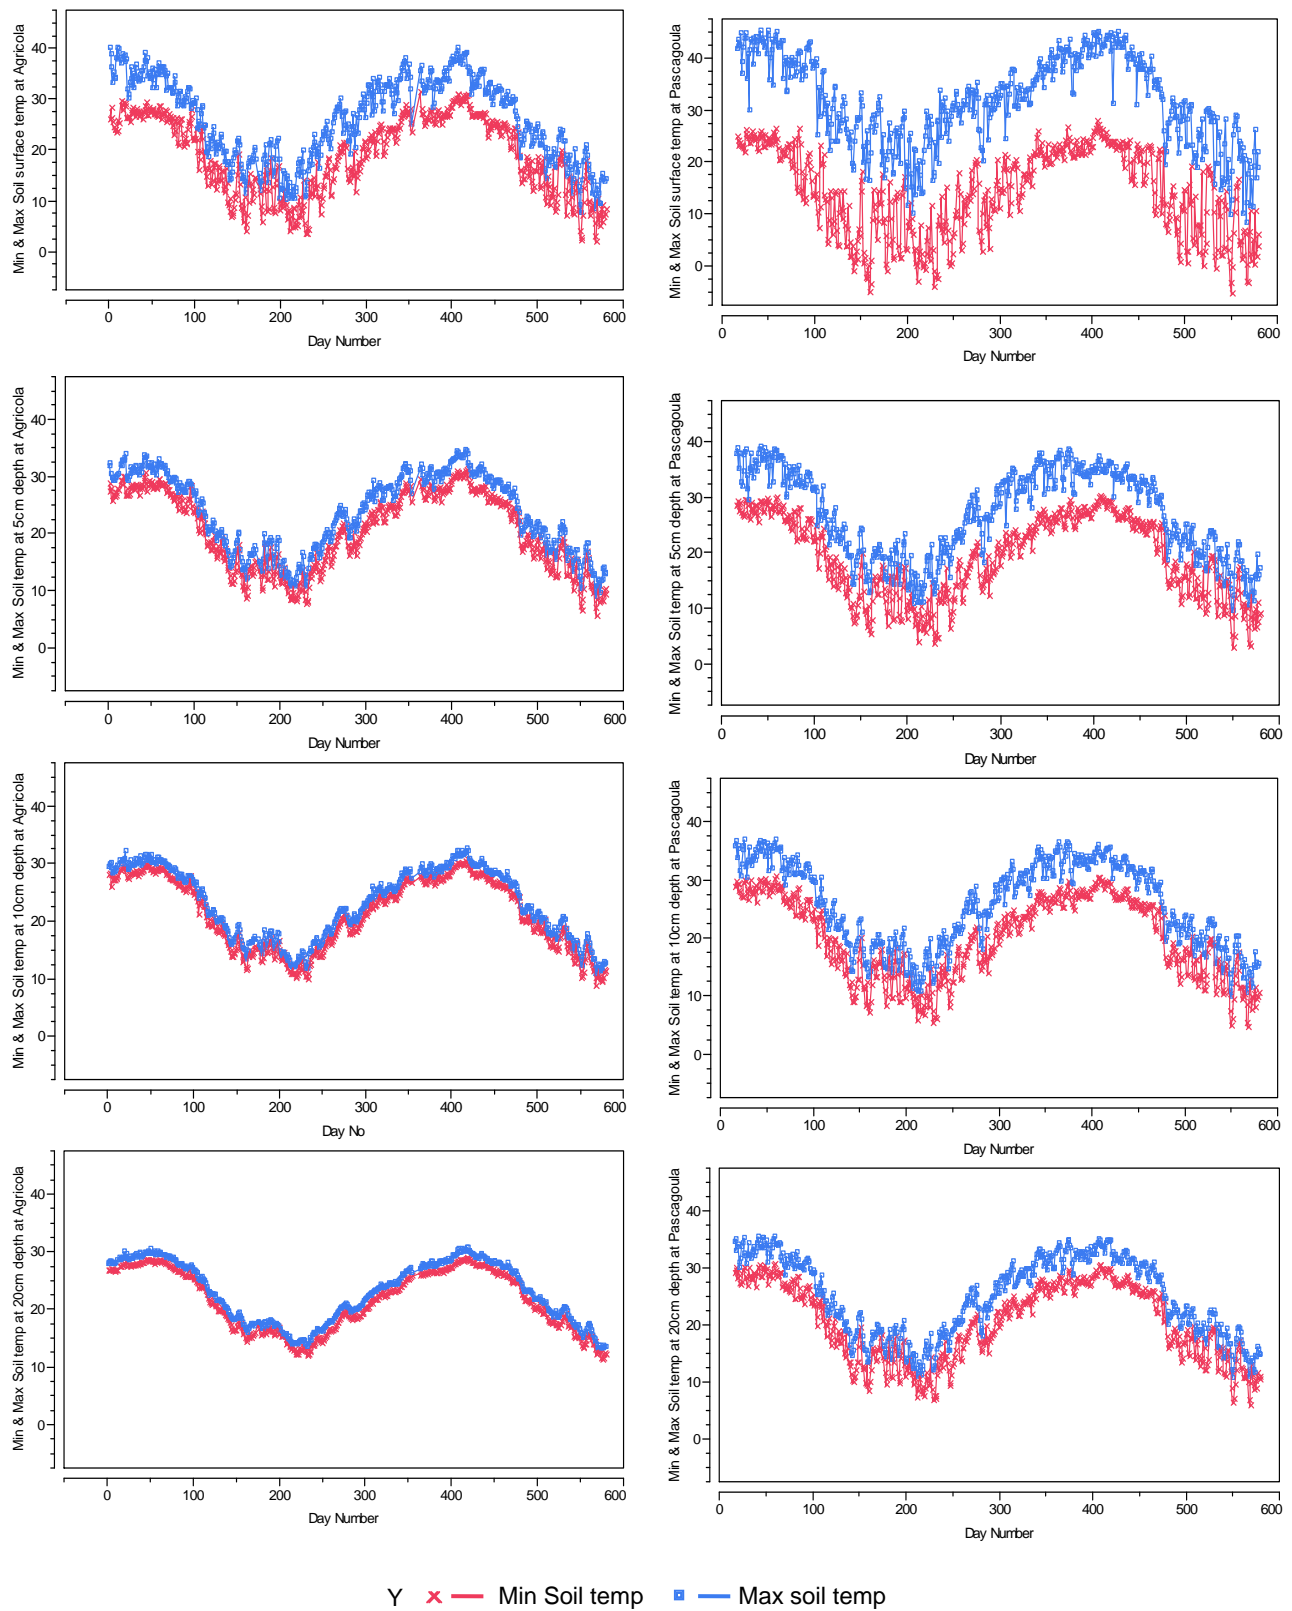 Min & Max Soil surface temp at Agricola
40
30
20
10
0
0 100 200 300 400 500 600
Day Number
Min & Max Soil surface temp at Pascagoula
40
30
20
10
0
0 100 200 300 400 500 600
Day Number
Min & Max Soil temp at 5cm depth at Agricola
40
30
20
10
0
0 100 200 300 400 500 600
Day Number
Min & Max Soil temp at 5cm depth at Pascagoula
40
30
20
10
0
0 100 200 300 400 500 600
Day Number
Min & Max Soil temp at 10cm depth at Agricola
40
30
20
10
0
0 100 200 300 400 500 600
Day No
Min & Max Soil temp at 10cm depth at Pascagoula
40
30
20
10
0
0 100 200 300 400 500 600
Day Number
Min & Max Soil temp at 20cm depth at Agricola
40
30
20
10
0
0 100 200 300 400 500 600
Day Number
Min & Max Soil temp at 20cm depth at Pascagoula
40
30
20
10
0
0 100 200 300 400 500 600
Day Number
Y Min Soil temp Max soil temp